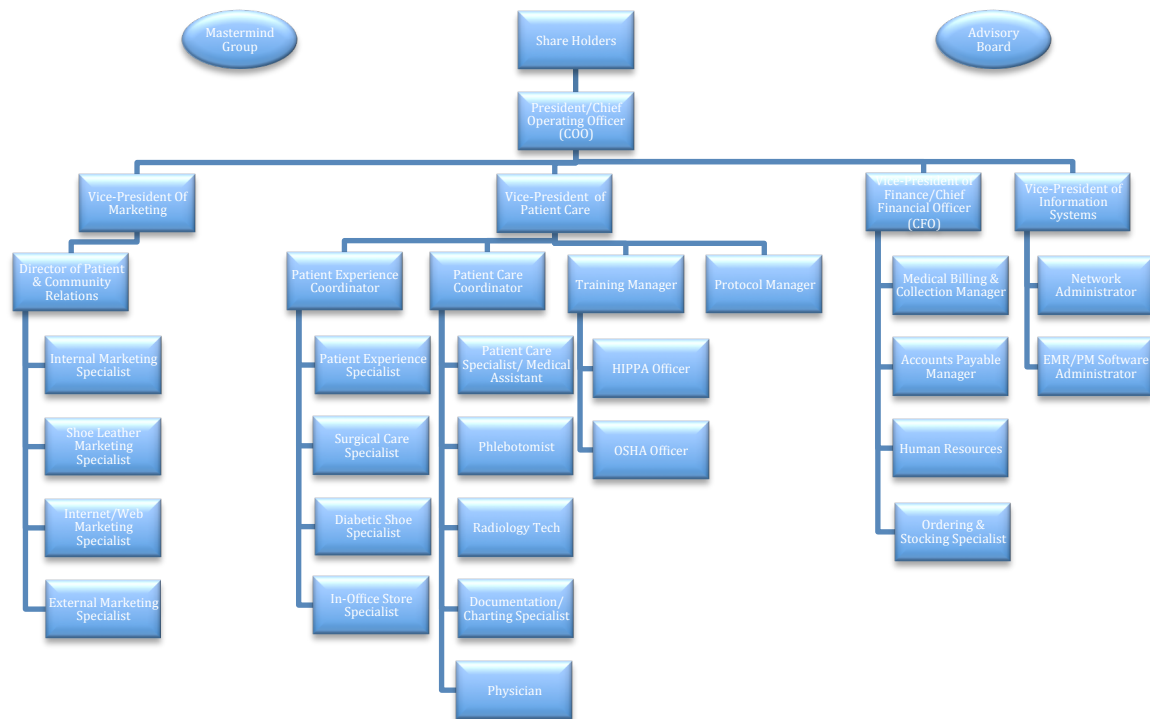 Mastermind
Group
Share Holders
Advisory
Board
President/Chief
Operating Officer
(COO)
Vice-President Of
Marketing
Vice-President of
Patient Care
Vice-President of
Finance/Chief
Financial Officer
(CFO)
Vice-President of
Information
Systems
Director of Patient
& Community
Relations
Patient Experience
Coordinator
Patient Care
Coordinator
Training Manager
Protocol Manager
Medical Billing &
Collection Manager
Network
Administrator
Internal Marketing
Specialist
Patient Experience
Specialist
Patient Care
Specialist/ Medical
Assistant
HIPPA Officer
Accounts Payable
Manager
EMR/PM Software
Administrator
Shoe Leather
Marketing
Specialist
Surgical Care
Specialist
Phlebotomist
OSHA Officer
Human Resources
Internet/Web
Marketing
Specialist
Diabetic Shoe
Specialist
Radiology Tech
Ordering &
Stocking Specialist
External Marketing
Specialist
In-Office Store
Specialist
Documentation/
Charting Specialist
Physician